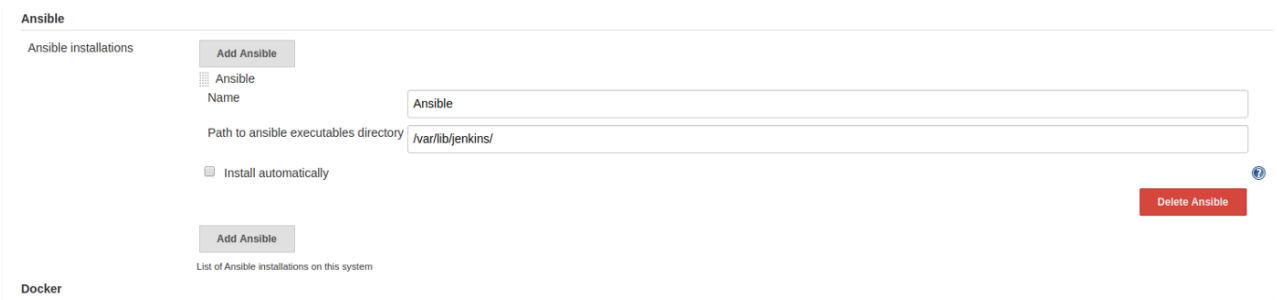 Ansible
Ansible installations
Add Ansible
Ansible
Name
Ansible
Path to ansible executables directory
/var/lib/jenkins/
Install automatically
?
Delete Ansible
Add Ansible
List of Ansible installations on this system
Docker